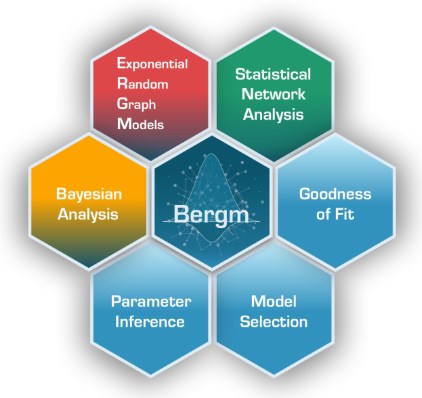 Exponential
Random
Graph
Models
Statistical
Network
Analysis
Bayesian
Analysis
Bergm
Goodness
of Fit
Parameter
Inference
Model
Selection